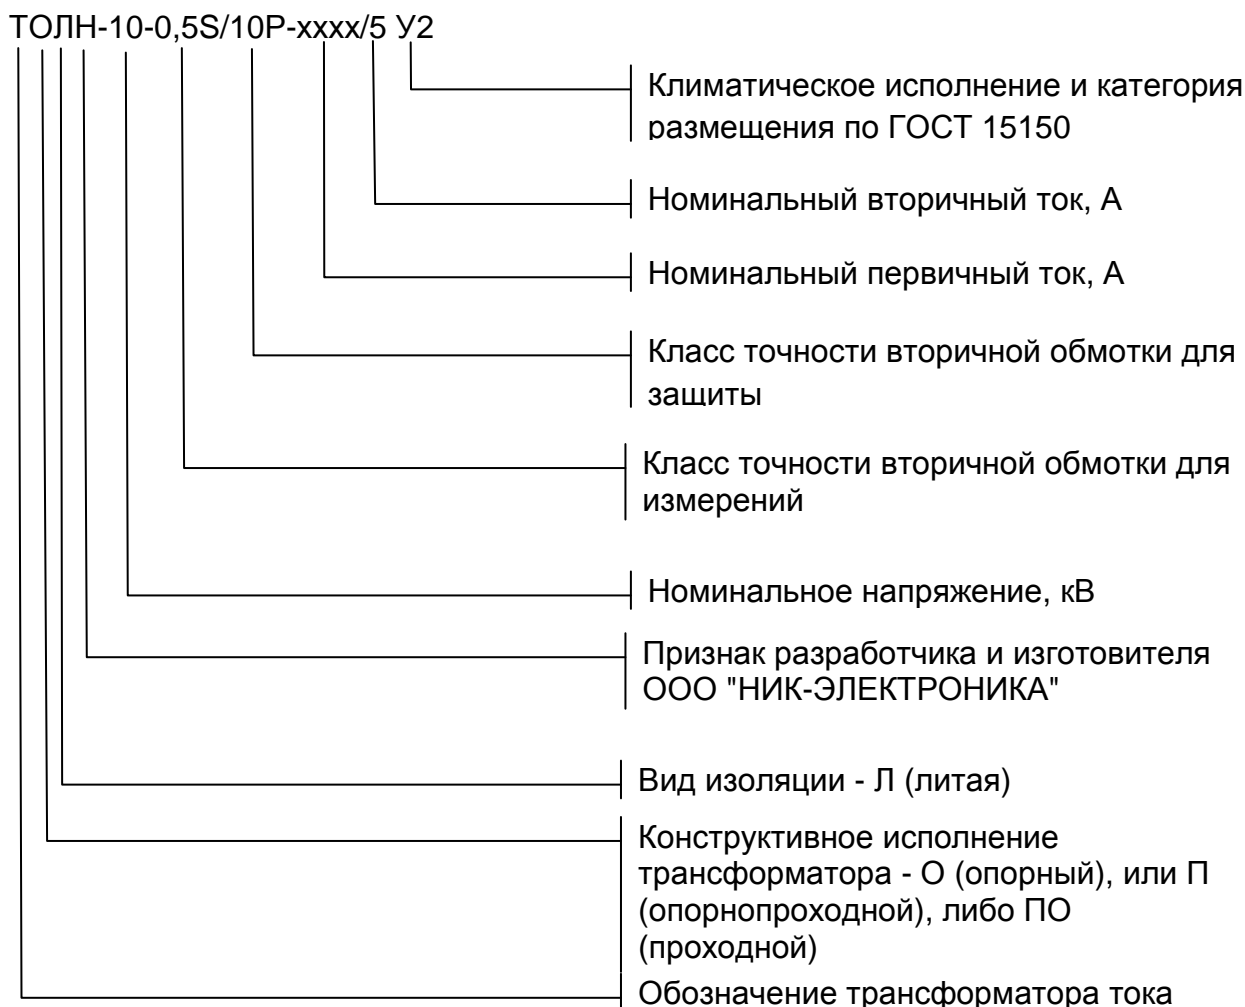 ТОЛН-10-0,5S/10Р-хххх/5 У2
Климатическое исполнение и категория
размещения по ГОСТ 15150
Номинальный вторичный ток, А
Номинальный первичный ток, А
Класс точности вторичной обмотки для
защиты
Класс точности вторичной обмотки для
измерений
Номинальное напряжение, кВ
Признак разработчика и изготовителя
ООО "НИК-ЭЛЕКТРОНИКА"
Вид изоляции - Л (литая)
Конструктивное исполнение
трансформатора - О (опорный), или П
(опорнопроходной), либо ПО
(проходной)
Обозначение трансформатора тока